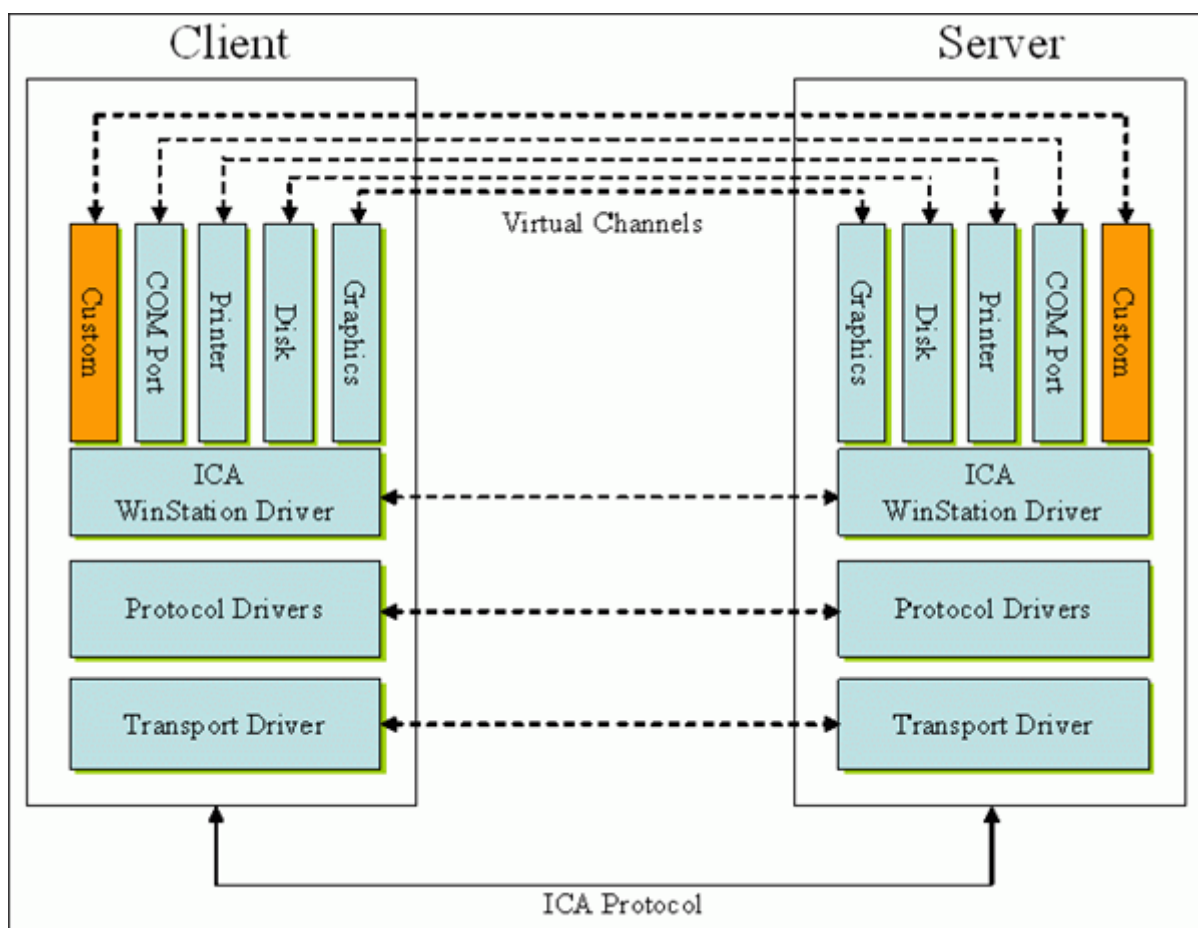 Client
Server
Virtual Channels
Custom
COM Port
Printer
Disk
Graphics
Graphics
Disk
Printer
COM Port
Custom
ICA
WinStation Driver
ICA
WinStation Driver
Protocol Drivers
Protocol Drivers
Transport Driver
Transport Driver
ICA Protocol